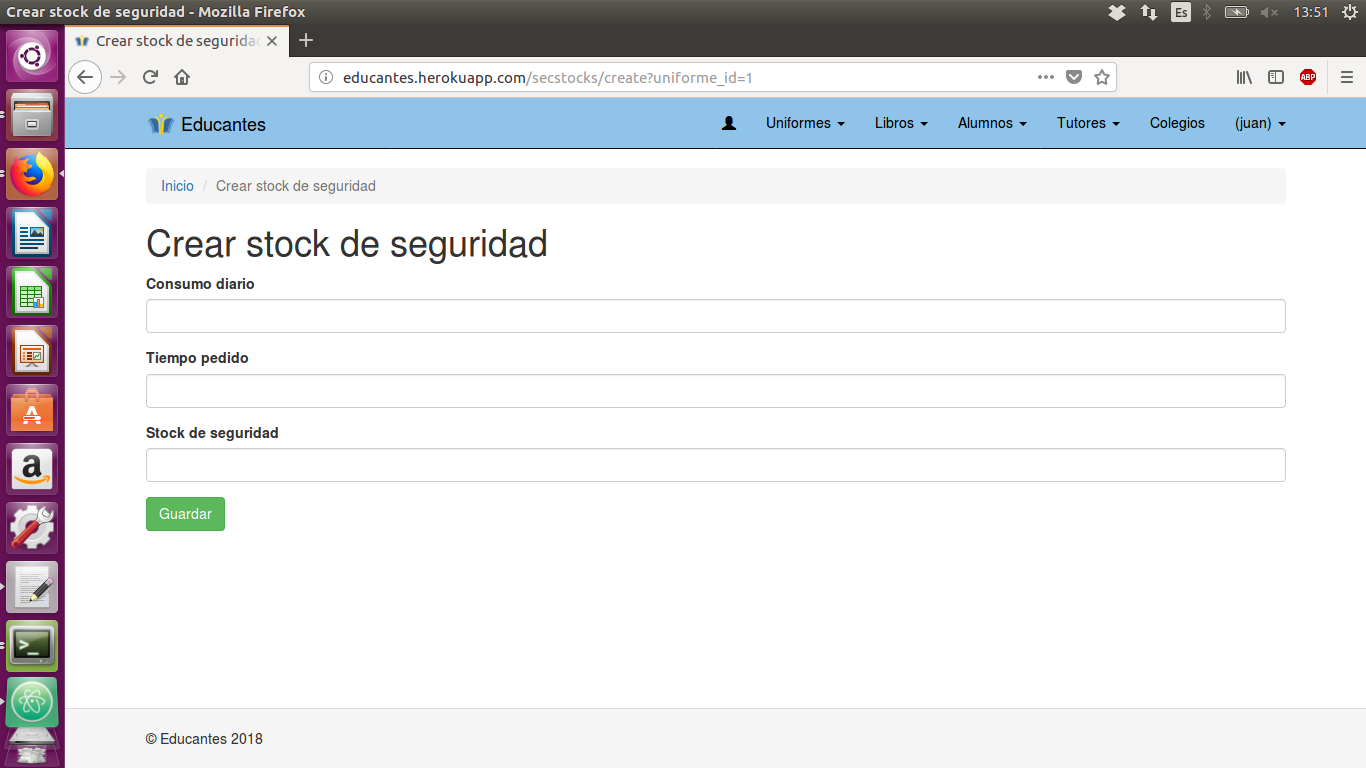 Crear stock de seguridad - Mozilla Firefox
Es
13:51
Crear stock de seguridad
educantes.herokuapp.com/secstocks/create?uniforme_id=1
ABP
Educantes
Uniformes
Libros
Alumnos
Tutores
Colegios
(juan)
Inicio / Crear stock de seguridad
Crear stock de seguridad
Consumo diario
Tiempo pedido
Stock de seguridad
Guardar
© Educantes 2018